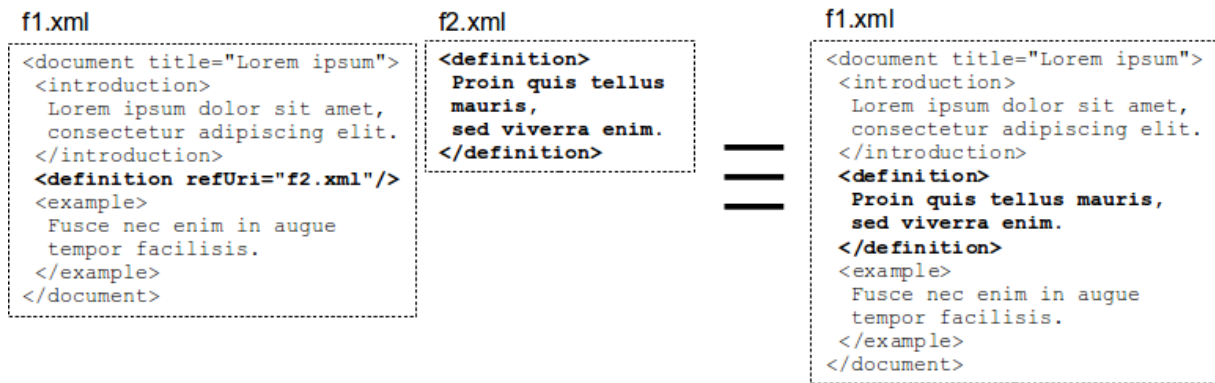 f1.xml
<document title="Lorem ipsum">
<introduction>
Lorem ipsum dolor sit amet,
consectetur adipiscing elit.
</introduction>
<definition refUri="f2.xml"/>
<example>
Fusce nec enim in augue
tempor facilisis.
</example>
</document>
f2.xml
<definition>
Proin quis tellus
mauris,
sed viverra enim.
</definition>
f1.xml
<document title="Lorem ipsum">
<introduction>
Lorem ipsum dolor sit amet,
consectetur adipiscing elit.
</introduction>
<definition>
Proin quis tellus mauris,
sed viverra enim.
</definition>
<example>
Fusce nec enim in augue
tempor facilisis.
</example>
</document>